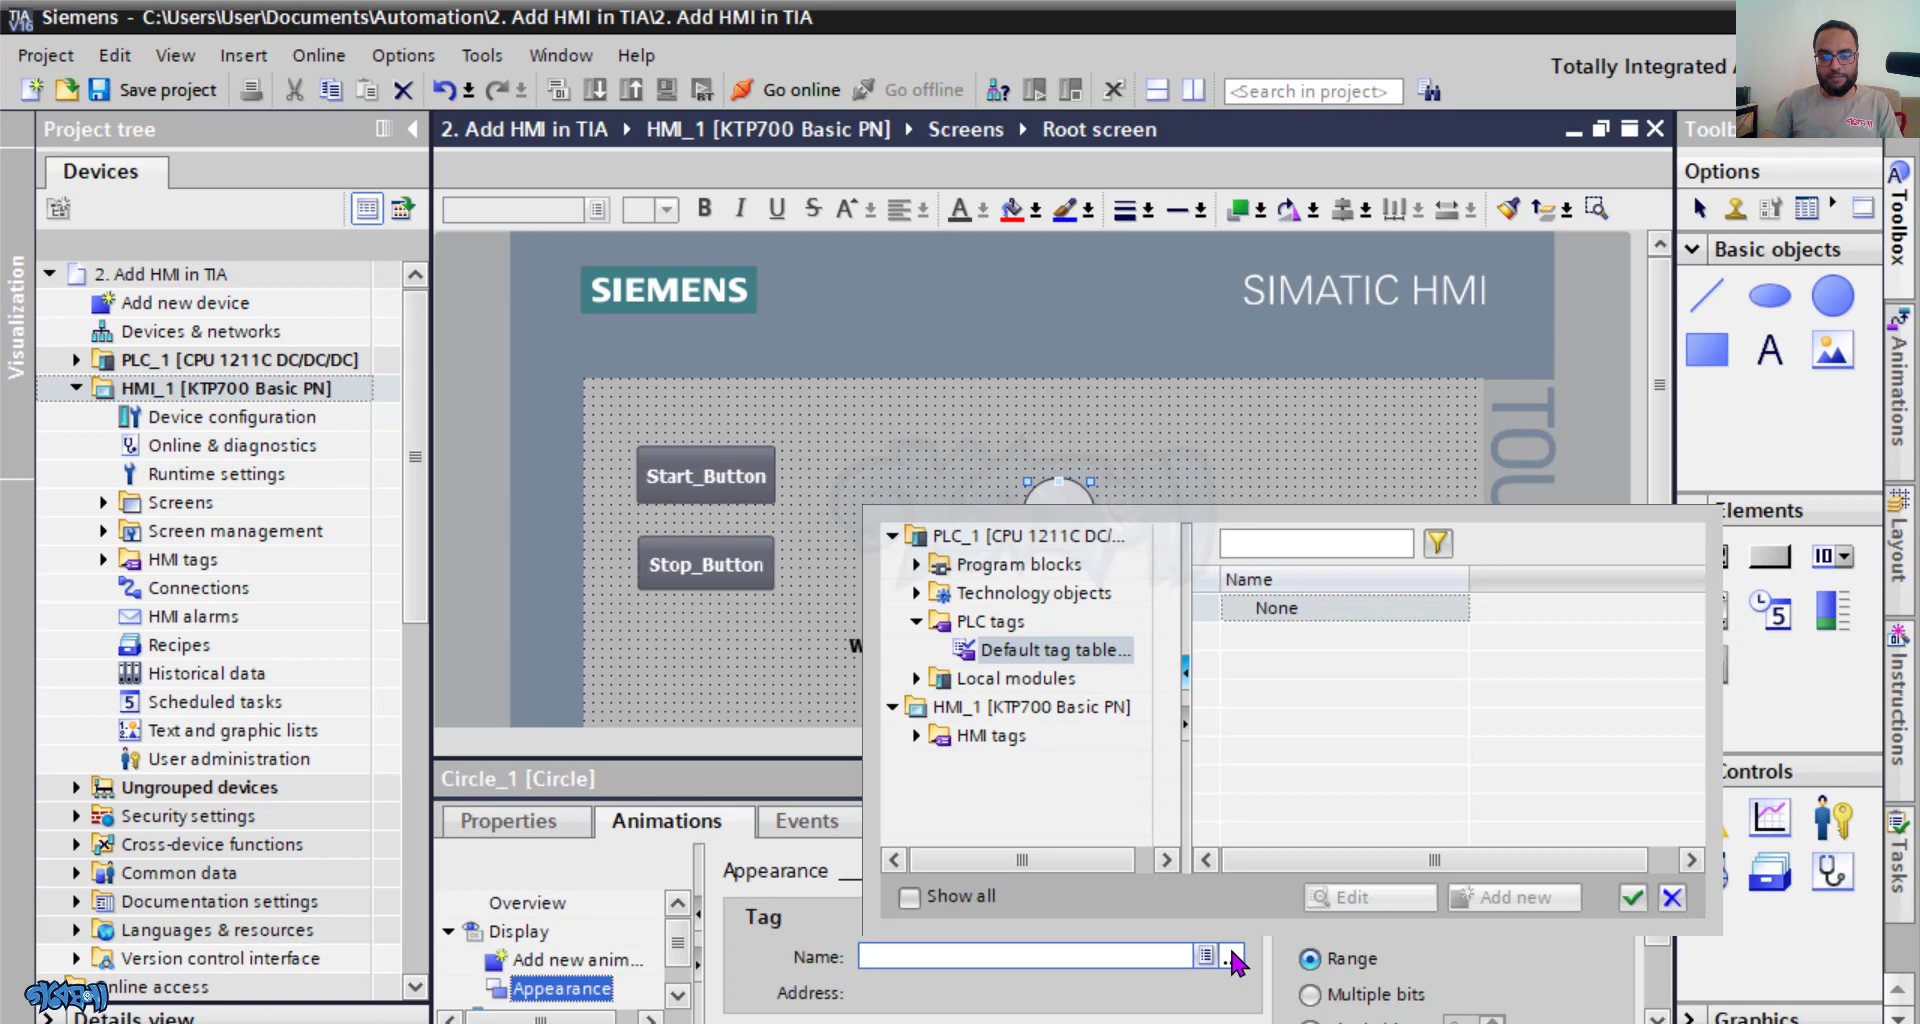 Siemens - C:\Users\User\Documents\Automation\2. Add HMI in TIA\2. Add HMI in TIA
Project Edit View Insert Online Options Tools Window Help
Totally Integrated A
Save project
Go online
Go offline
<Search in project>
Project tree
2. Add HMI in TIA HMI_1 [KTP700 Basic PN] Screens Root screen
Devices
Options
Toolbox
B I U S
Visualization
Basic objects
2. Add HMI in TIA
Add new device
Devices & networks
PLC_1 [CPU 1211C DC/DC/DC]
HMI_1 [KTP700 Basic PN]
Device configuration
Online & diagnostics
Runtime settings
Screens
Screen management
HMI tags
Connections
HMI alarms
Recipes
Historical data
Scheduled tasks
Text and graphic lists
User administration
Ungrouped devices
Security settings
Cross-device functions
Common data
Documentation settings
Languages & resources
Version control interface
Online access
Details view
SIEMENS
SIMATIC HMI
TOU
Start_Button
Stop_Button
PLC_1 [CPU 1211C DC/...
Program blocks
Technology objects
PLC tags
Default tag table...
Local modules
HMI_1 [KTP700 Basic PN]
HMI tags
Name
None
Show all
Edit
Add new
Circle_1 [Circle]
Properties
Animations
Events
Overview
Display
Add new anim...
Appearance
Appearance
Tag
Name:
Address:
Range
Multiple bits
Elements
Controls
Graphics
Animations
Layout
Instructions
Tasks